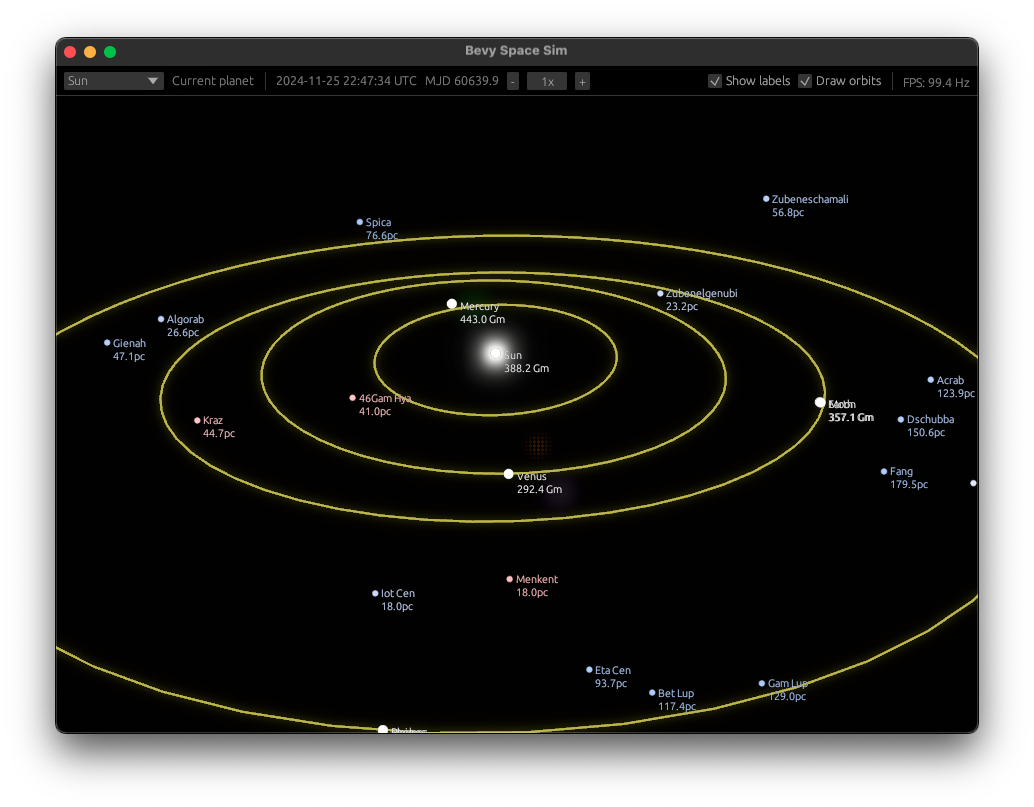 Bevy Space Sim
Sun Current planet 2024-11-25 22:47:34 UTC MJD 60639.9 - 1x + Show labels Draw orbits FPS: 99.4 Hz
Zubeneschamali
56.8pc
Spica
76.6pc
Zubenelgenubi
23.2pc
Mercury
443.0 Gm
Algorab
26.6pc
Gienah
47.1pc
Sun
388.2 Gm
Acrab
123.9pc
46Gam Hya
41.0pc
357.1 Gm
Kraz
44.7pc
Dschubba
150.6pc
Fang
179.5pc
Venus
292.4 Gm
Menkent
18.0pc
Iot Cen
18.0pc
Eta Cen
93.7pc
Gam Lup
129.0pc
Bet Lup
117.4pc